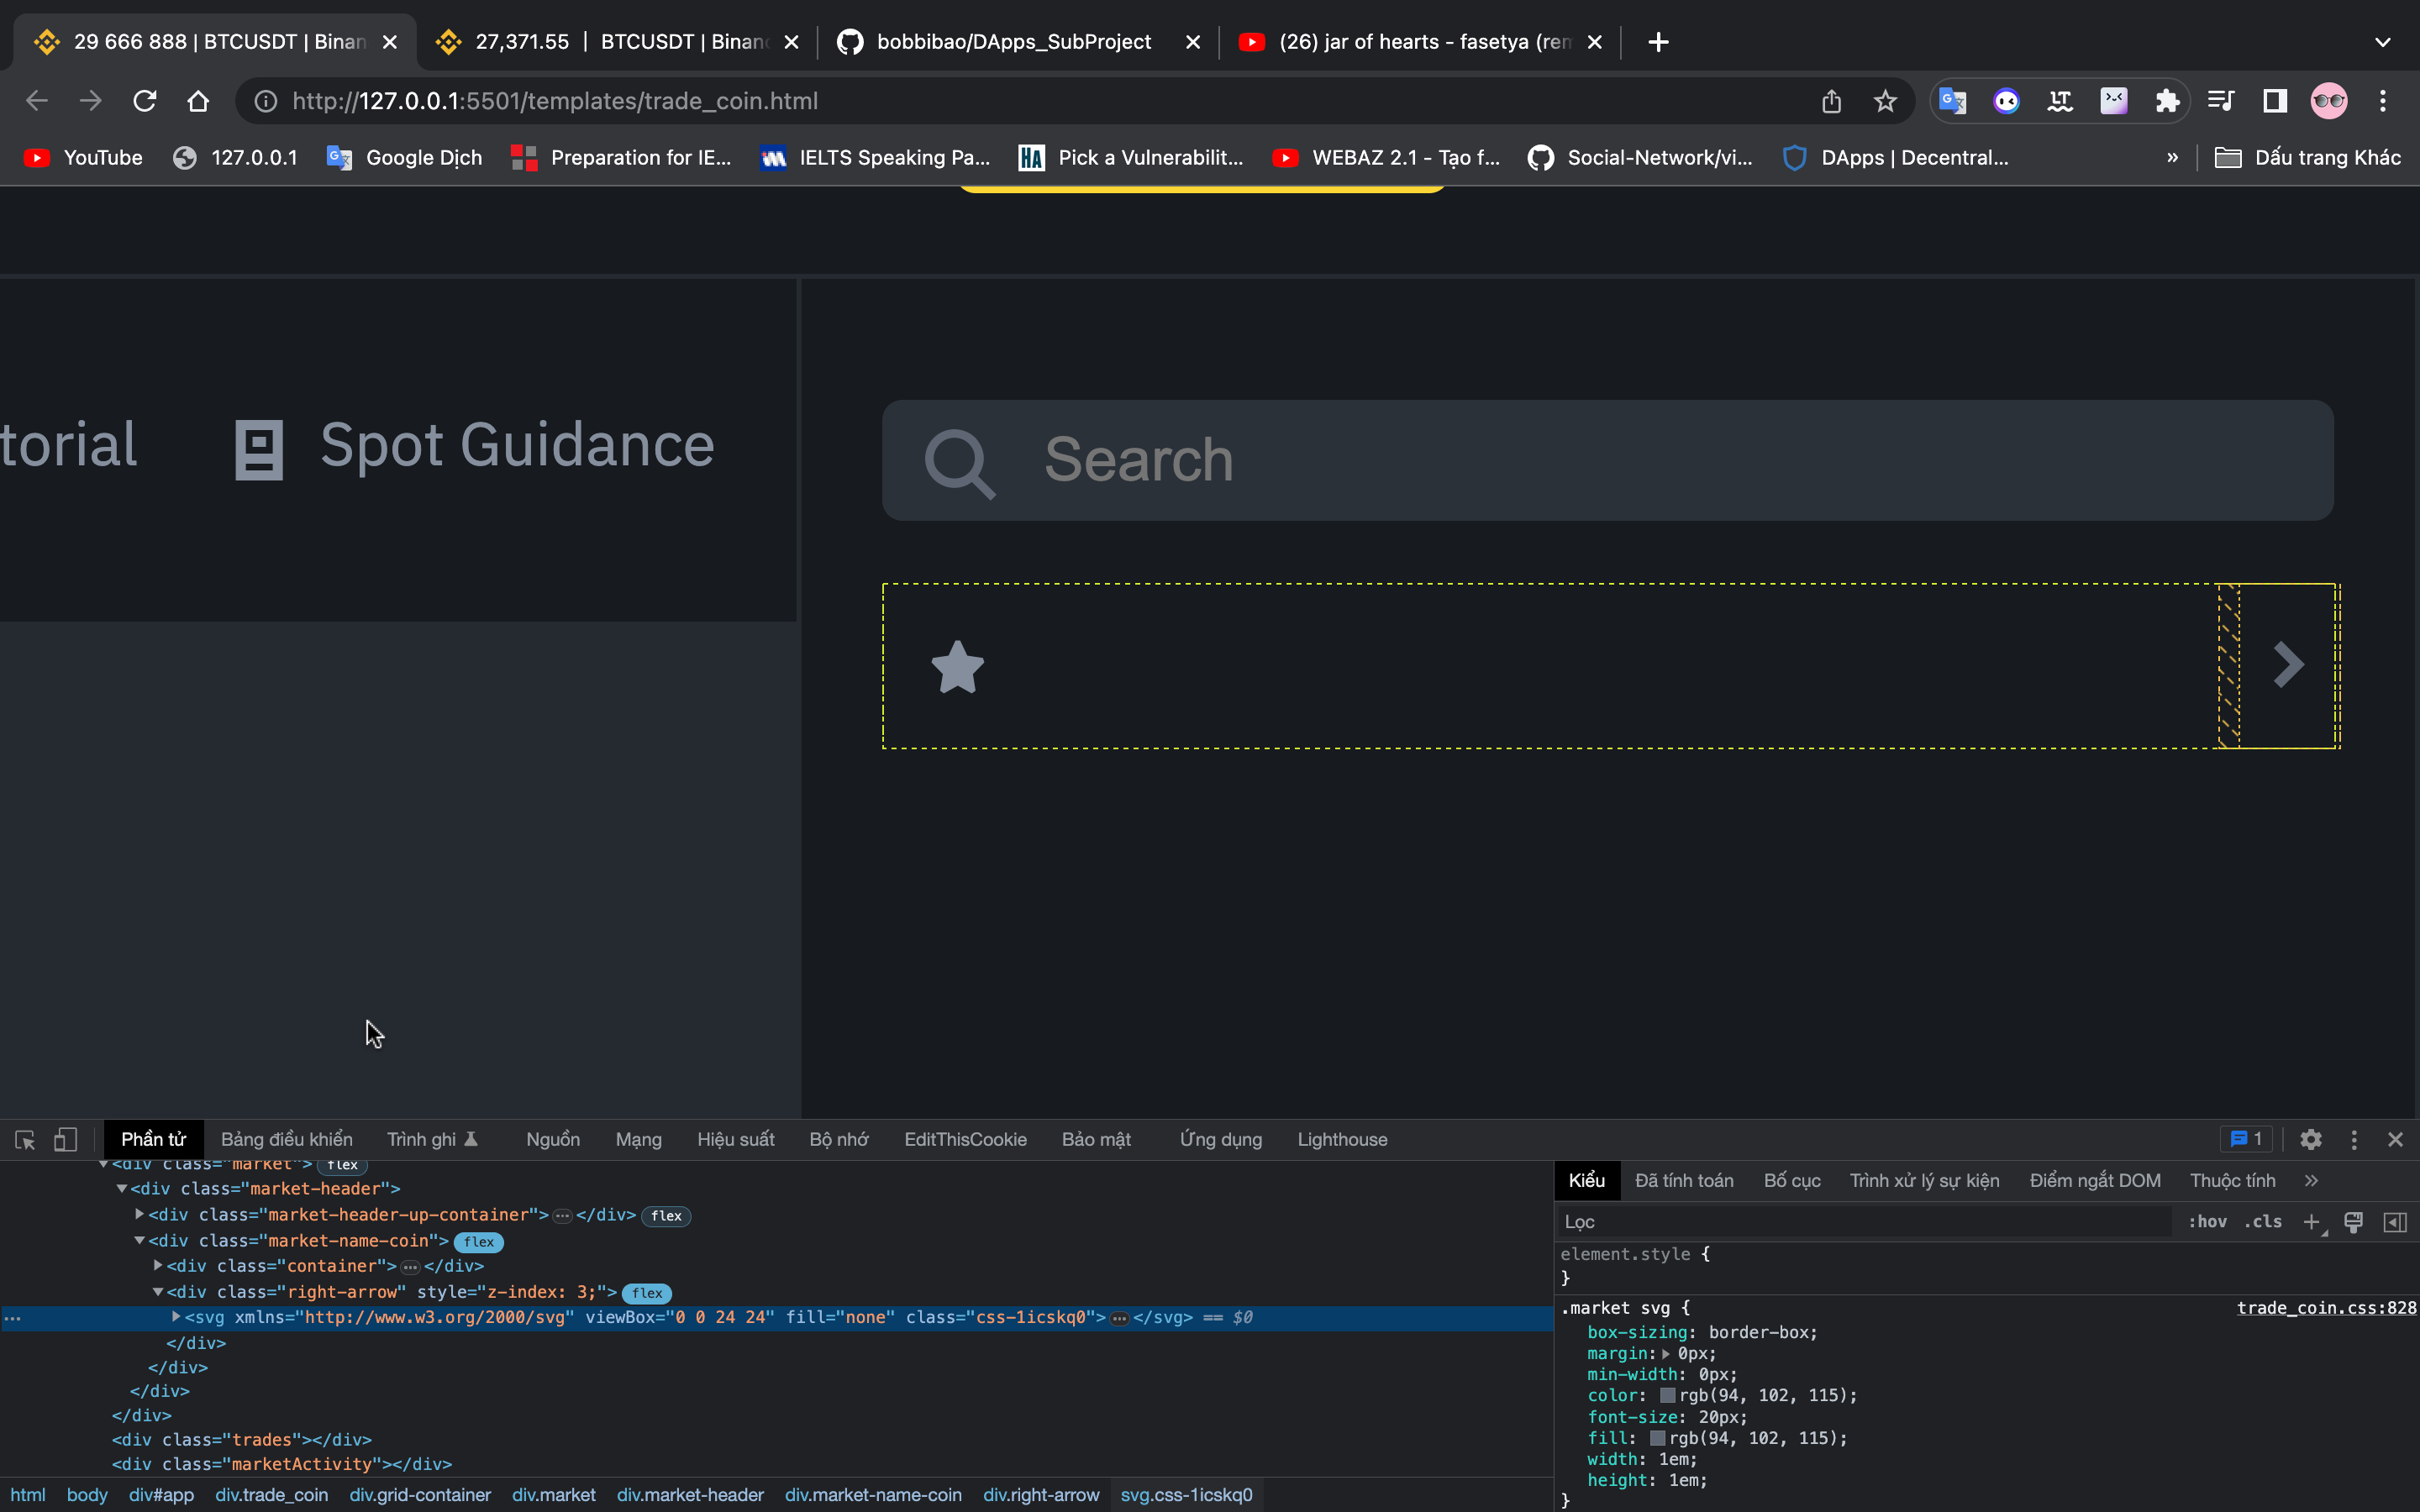 29 666 888 | BTCUSDT | Binan
27,371.55 | BTCUSDT | Binanc
bobbibao/DApps_SubProject
(26) jar of hearts - fasetya (rem
http://127.0.0.1:5501/templates/trade_coin.html
YouTube
127.0.0.1
Google Dịch
Preparation for IE...
IELTS Speaking Pa...
Pick a Vulnerabilit...
WEBAZ 2.1 - Tạo f...
Social-Network/vi...
DApps | Decentral...
»
Dấu trang Khác
torial
Spot Guidance
Search
Phần tử
Bảng điều khiển
Trình ghi
Nguồn
Mạng
Hiệu suất
Bộ nhớ
EditThisCookie
Bảo mật
Ứng dụng
Lighthouse
1
<div class="market"> flex
<div class="market-header">
<div class="market-header-up-container"> ... </div> flex
<div class="market-name-coin"> flex
<div class="container"> ... </div>
<div class="right-arrow" style="z-index: 3;"> flex
... <svg xmlns="http://www.w3.org/2000/svg" viewBox="0 0 24 24" fill="none" class="css-1icskq0"> ... </svg> == $0
</div>
</div>
</div>
</div>
<div class="trades"></div>
<div class="marketActivity"></div>
html body div#app div.trade_coin div.grid-container div.market div.market-header div.market-name-coin div.right-arrow svg.css-1icskq0
Kiểu
Đã tính toán
Bố cục
Trình xử lý sự kiện
Điểm ngắt DOM
Thuộc tính
»
Lọc
:hov .cls
element.style {
}
.market svg {
trade_coin.css:828
box-sizing: border-box;
margin: 0px;
min-width: 0px;
color: rgb(94, 102, 115);
font-size: 20px;
fill: rgb(94, 102, 115);
width: 1em;
height: 1em;
}